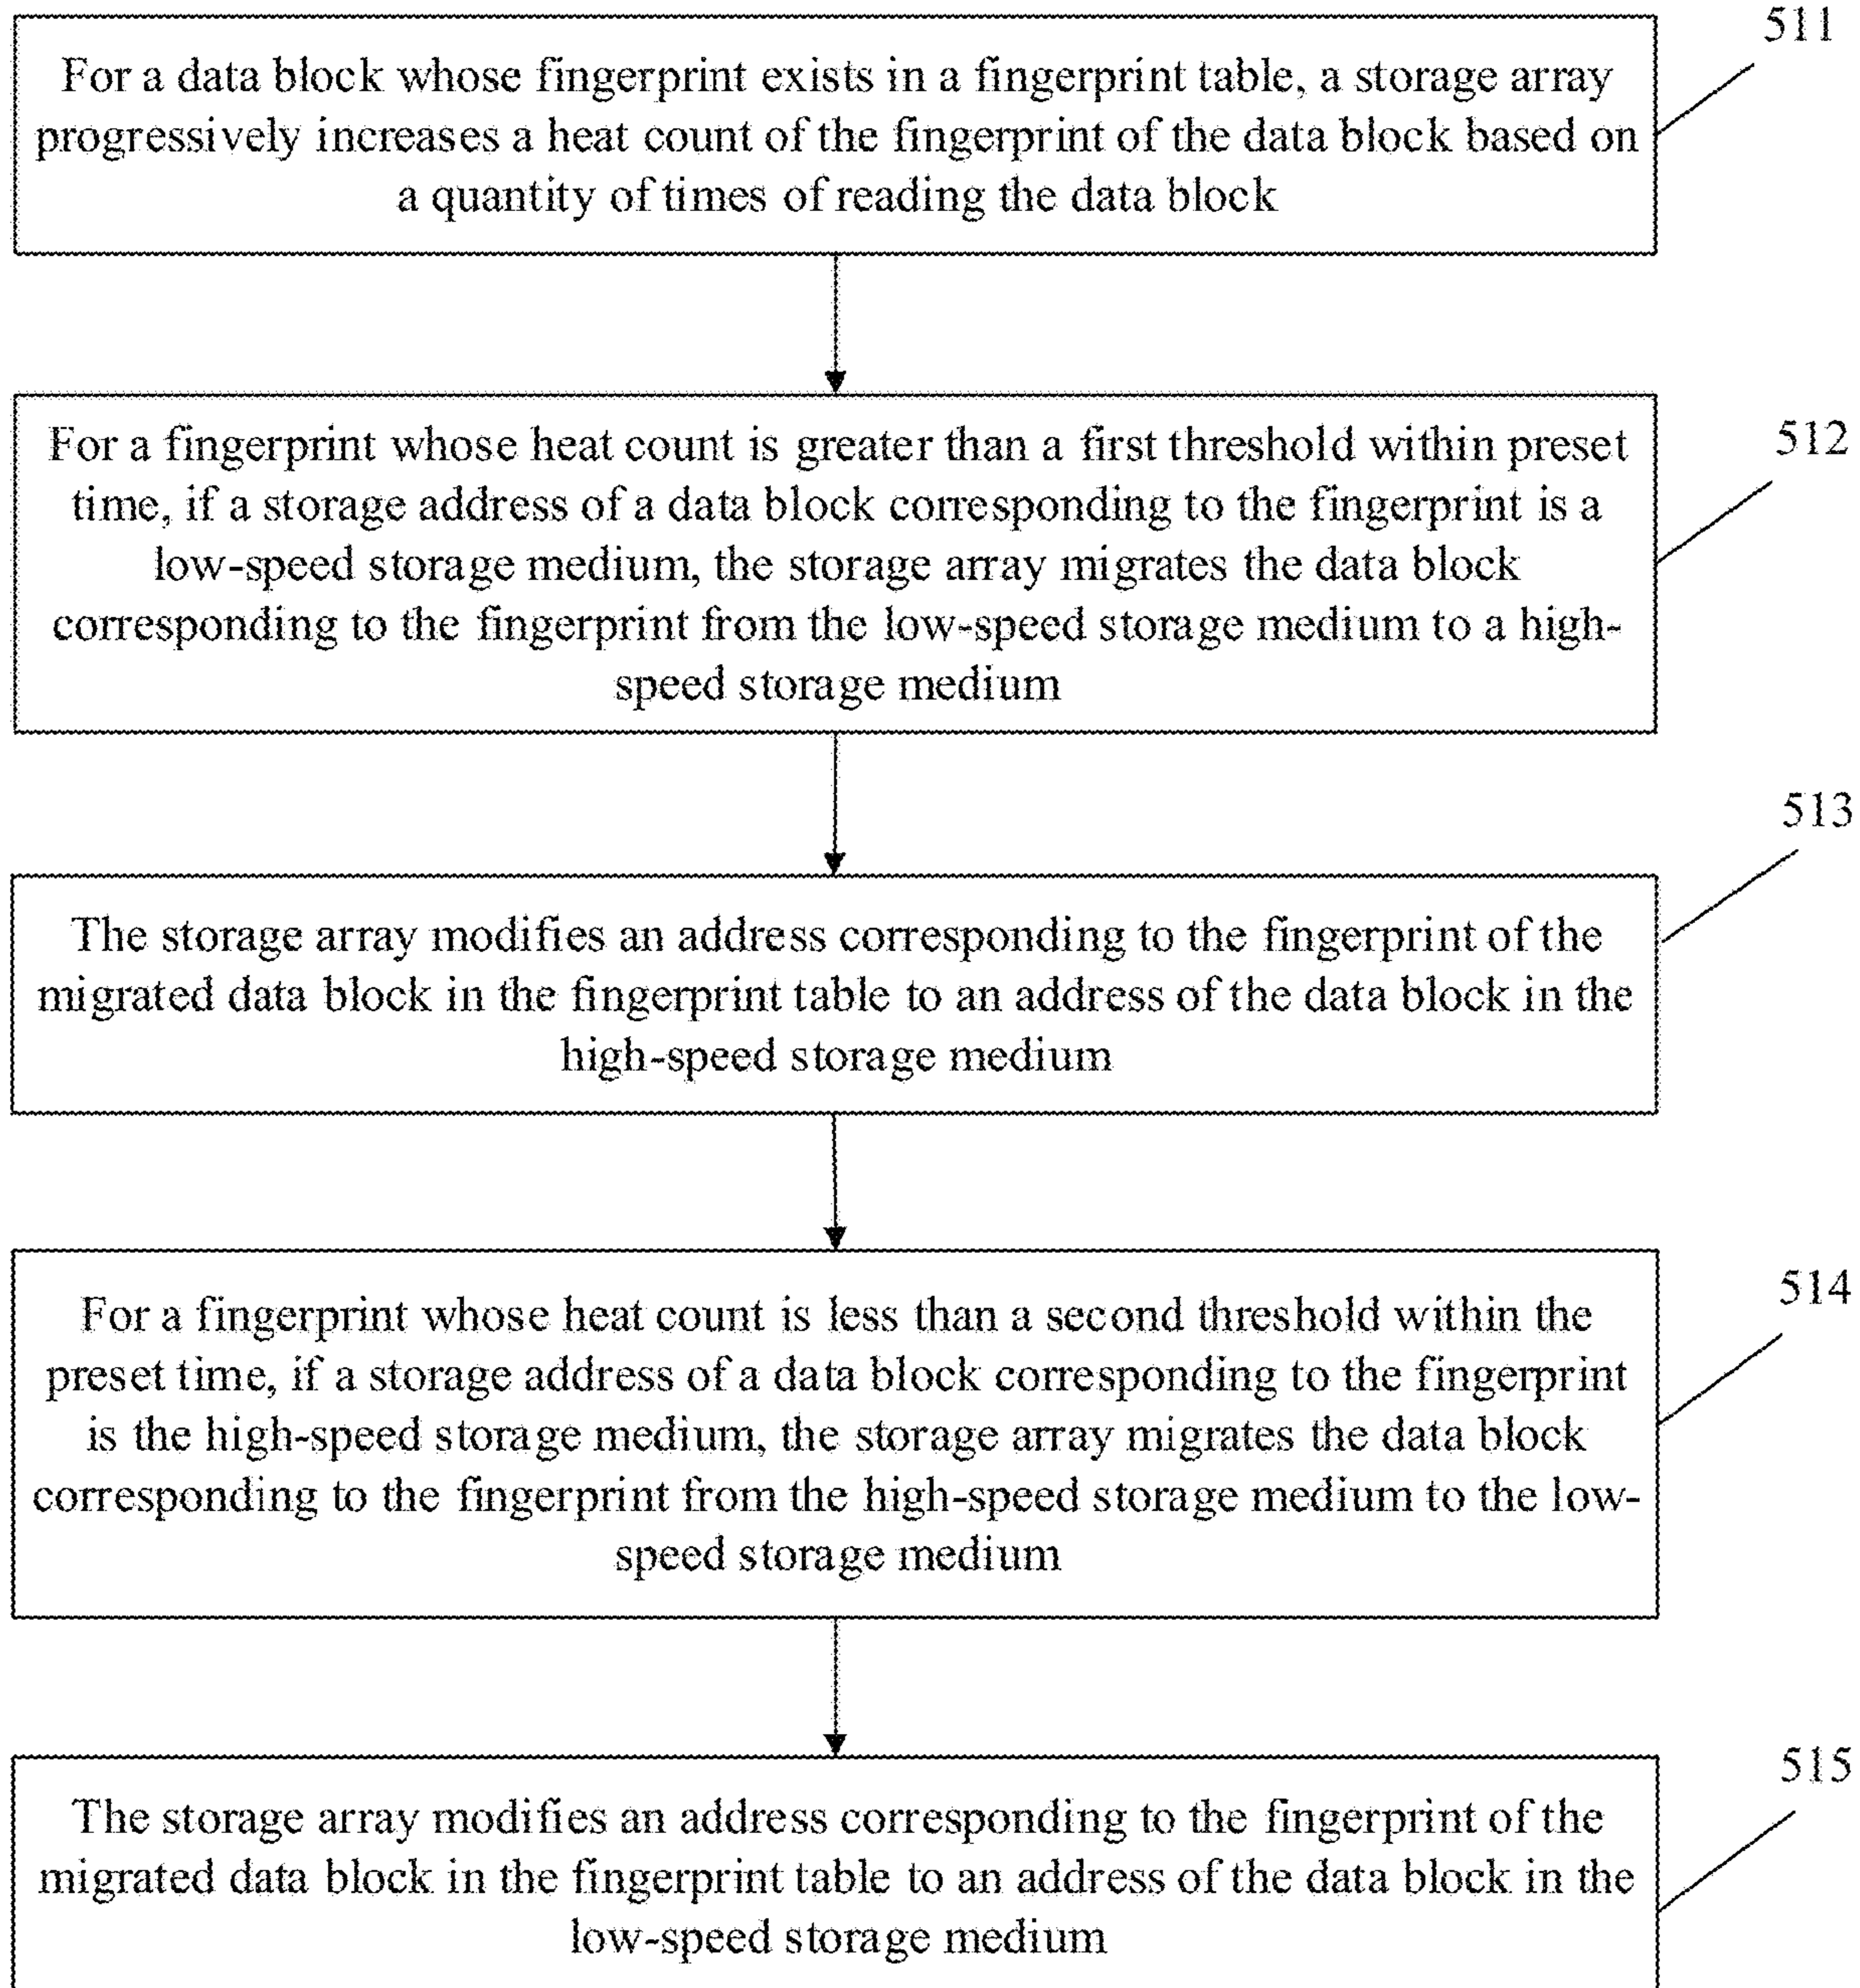 511
For a data block whose fingerprint exists in a fingerprint table, a storage array
progressively increases a heat count of the fingerprint of the data block based on
a quantity of times of reading the data block
512
For a fingerprint whose heat count is greater than a first threshold within preset
time, if a storage address of a data block corresponding to the fingerprint is a
low-speed storage medium, the storage array migrates the data block
corresponding to the fingerprint from the low-speed storage medium to a high-
speed storage medium
513
The storage array modifies an address corresponding to the fingerprint of the
migrated data block in the fingerprint table to an address of the data block in the
high-speed storage medium
514
For a fingerprint whose heat count is less than a second threshold within the
preset time, if a storage address of a data block corresponding to the fingerprint
is the high-speed storage medium, the storage array migrates the data block
corresponding to the fingerprint from the high-speed storage medium to the low-
speed storage medium
515
The storage array modifies an address corresponding to the fingerprint of the
migrated data block in the fingerprint table to an address of the data block in the
low-speed storage medium